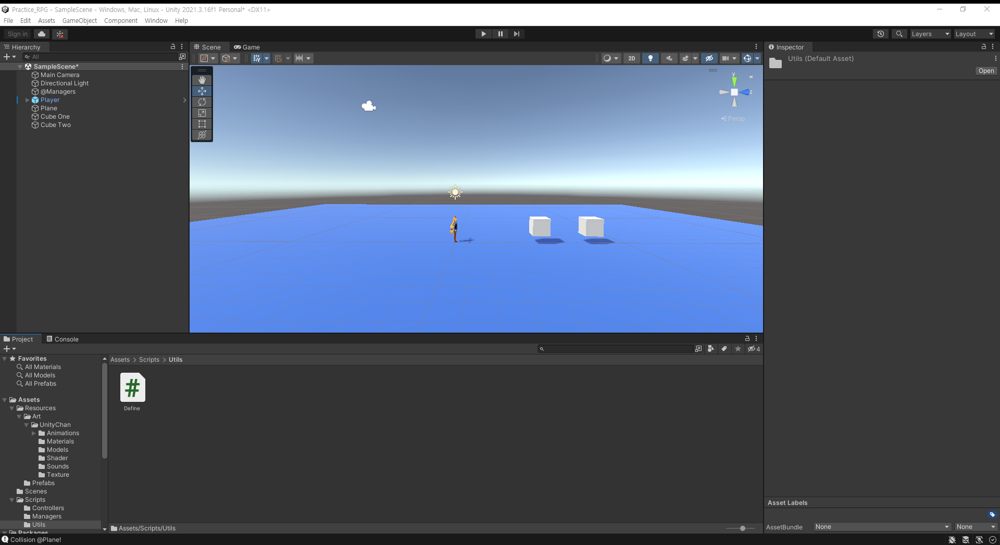 Practice_RPG - SampleScene - Windows, Mac, Linux - Unity 2021.3.16f1 Personal* <DX11>
File Edit Assets GameObject Component Window Help
Sign in
Layers Layout
Hierarchy
All
SampleScene*
Main Camera
Directional Light
@Managers
Player
Plane
Cube One
Cube Two
Scene Game
2D
y
z
Persp
Inspector
Utils (Default Asset)
Open
Project Console
4
Favorites
All Materials
All Models
All Prefabs
Assets
Resources
Art
UnityChan
Animations
Materials
Models
Shader
Sounds
Texture
Prefabs
Scenes
Scripts
Controllers
Managers
Utils
Packages
Assets > Scripts > Utils
#
Define
Assets/Scripts/Utils
Asset Labels
AssetBundle None None
Collision @Plane!